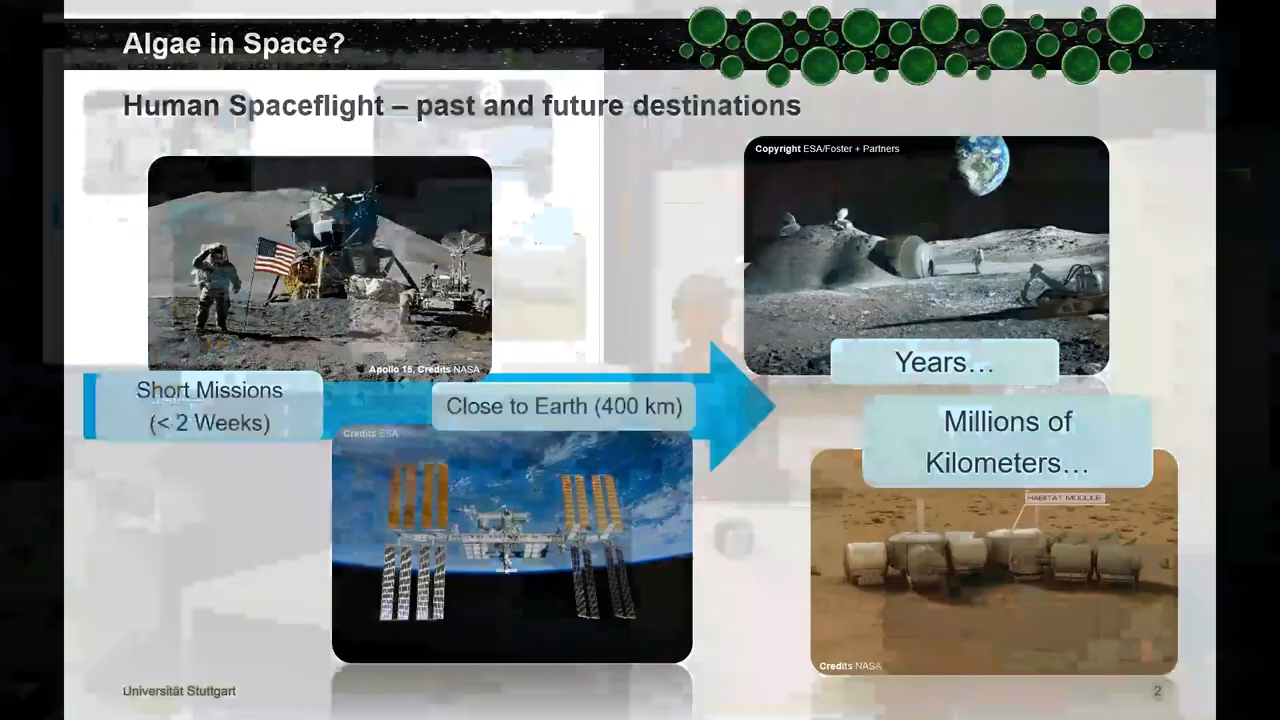 Algae in Space?
Human Spaceflight – past and future destinations
Copyright ESA/Foster + Partners
Apollo 15, Credits NASA
Short Missions
(< 2 Weeks)
Close to Earth (400 km)
Years…
Millions of
Kilometers…
Credits ESA
HABITAT MODULE
Credits NASA
Universität Stuttgart
2